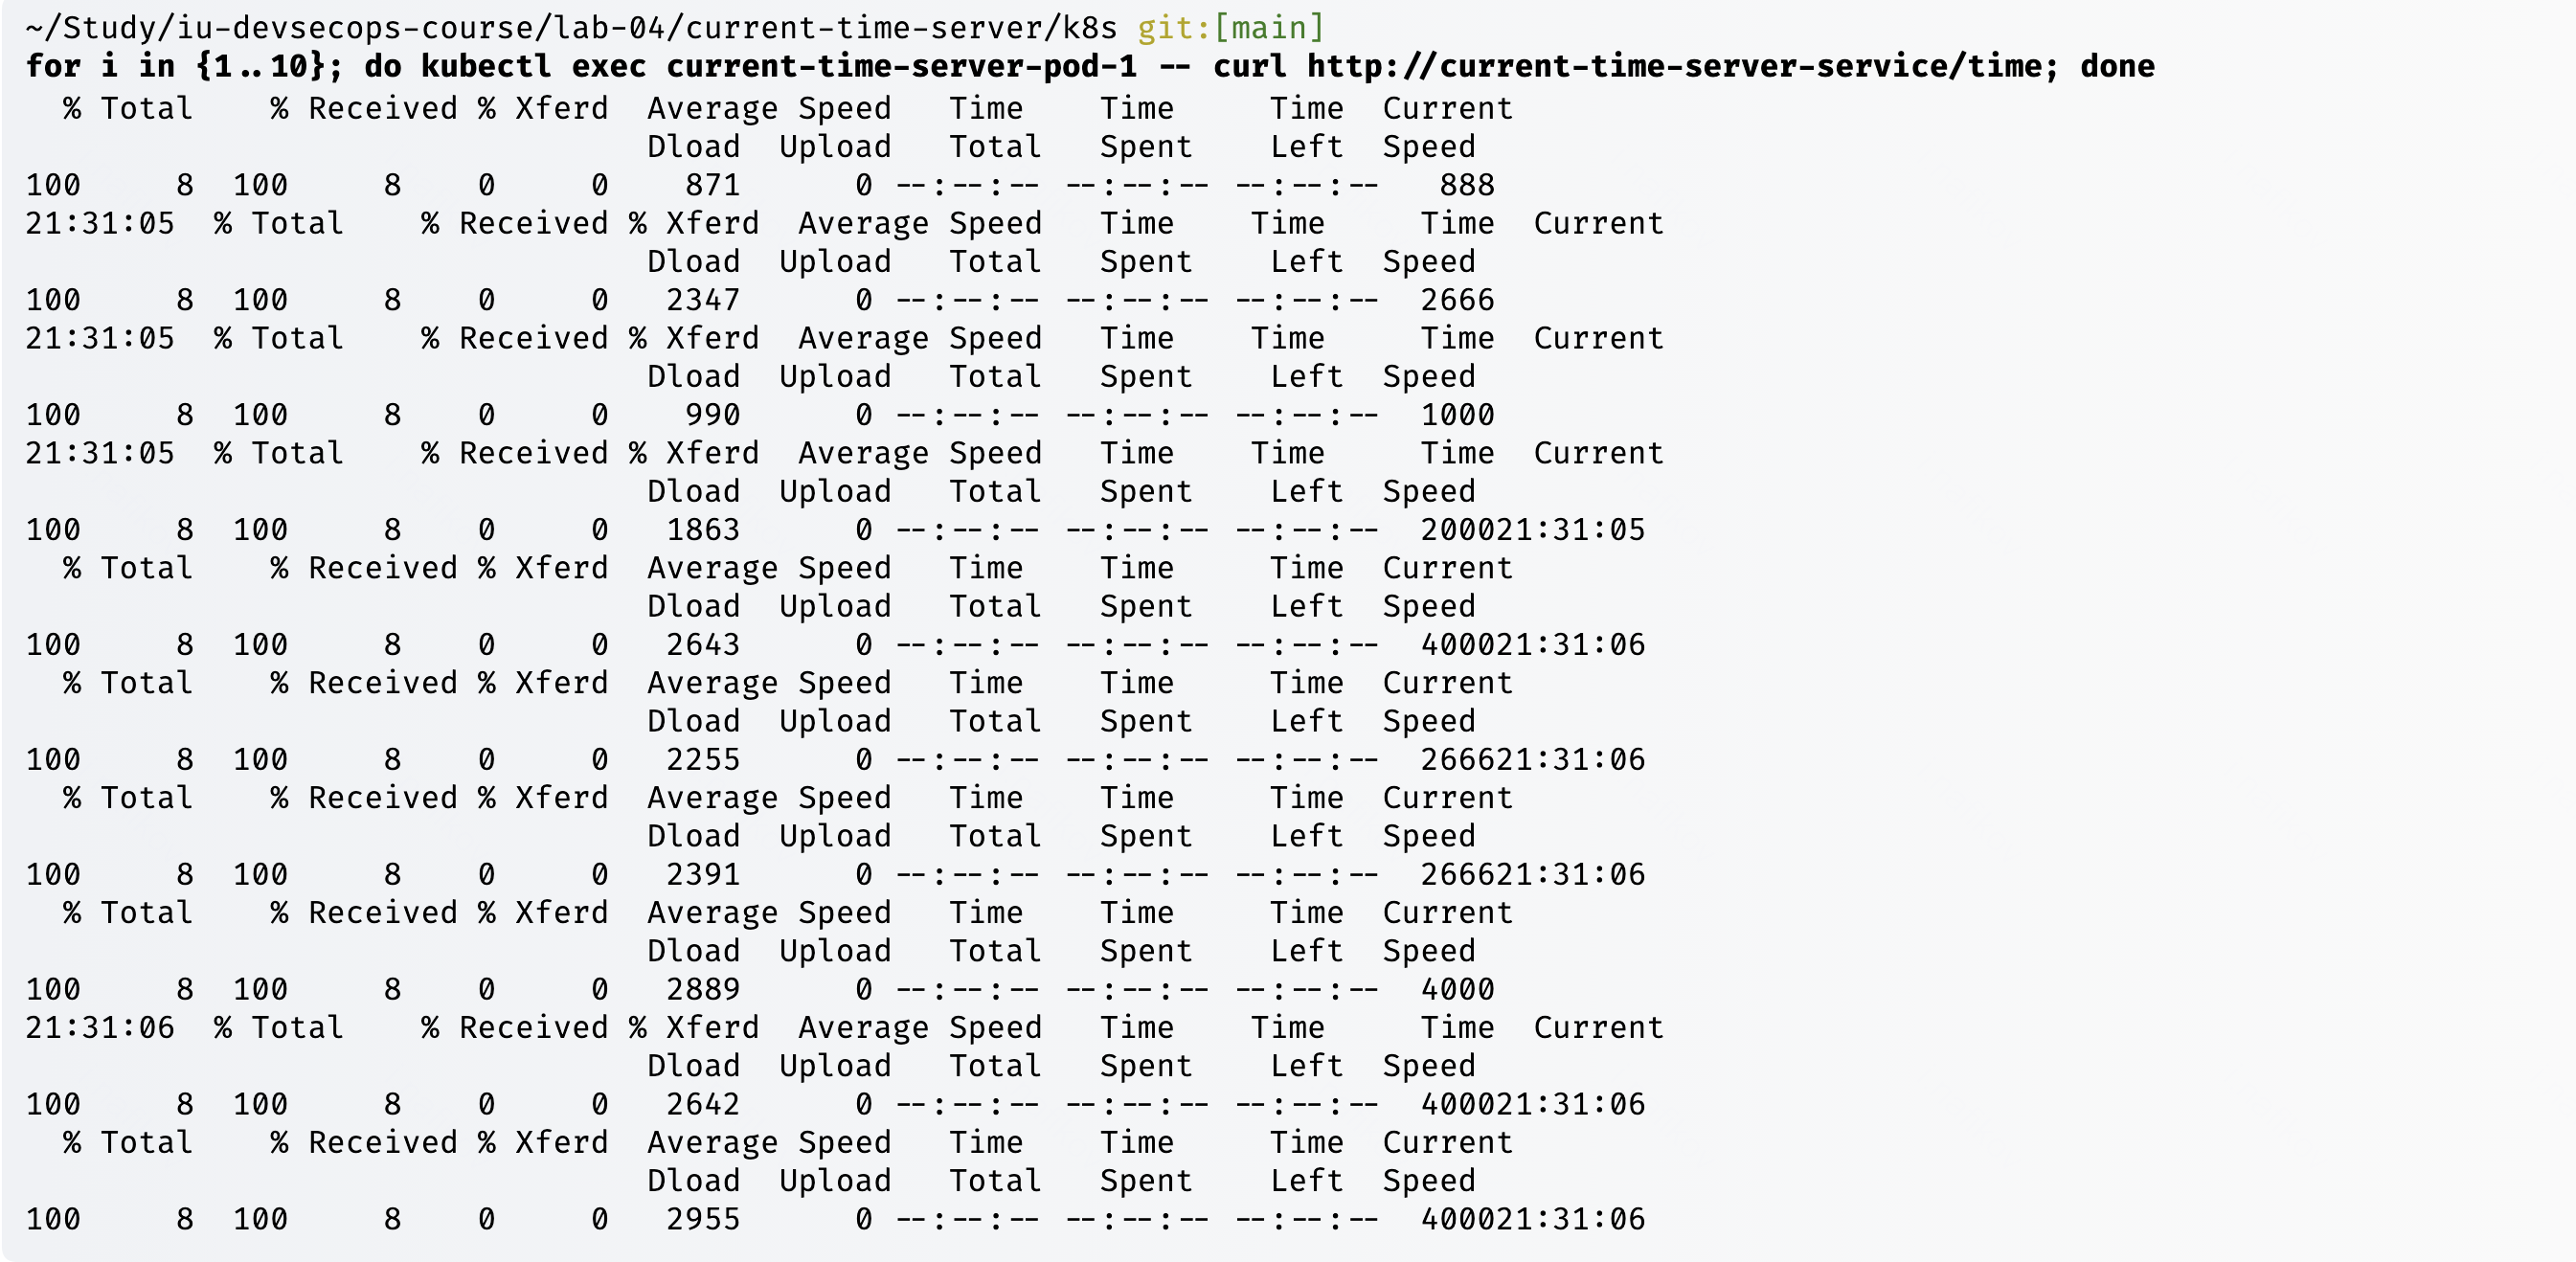 ~/Study/iu-devsecops-course/lab-04/current-time-server/k8s git:[main]
for i in {1..10}; do kubectl exec current-time-server-pod-1 -- curl http://current-time-server-service/time; done
  % Total    % Received % Xferd  Average Speed   Time    Time     Time  Current
                                 Dload  Upload   Total   Spent    Left  Speed
100     8  100     8    0     0    871      0 --:--:-- --:--:-- --:--:--   888
21:31:05  % Total    % Received % Xferd  Average Speed   Time    Time     Time  Current
                                 Dload  Upload   Total   Spent    Left  Speed
100     8  100     8    0     0   2347      0 --:--:-- --:--:-- --:--:--  2666
21:31:05  % Total    % Received % Xferd  Average Speed   Time    Time     Time  Current
                                 Dload  Upload   Total   Spent    Left  Speed
100     8  100     8    0     0    990      0 --:--:-- --:--:-- --:--:--  1000
21:31:05  % Total    % Received % Xferd  Average Speed   Time    Time     Time  Current
                                 Dload  Upload   Total   Spent    Left  Speed
100     8  100     8    0     0   1863      0 --:--:-- --:--:-- --:--:--  200021:31:05
  % Total    % Received % Xferd  Average Speed   Time    Time     Time  Current
                                 Dload  Upload   Total   Spent    Left  Speed
100     8  100     8    0     0   2643      0 --:--:-- --:--:-- --:--:--  400021:31:06
  % Total    % Received % Xferd  Average Speed   Time    Time     Time  Current
                                 Dload  Upload   Total   Spent    Left  Speed
100     8  100     8    0     0   2255      0 --:--:-- --:--:-- --:--:--  266621:31:06
  % Total    % Received % Xferd  Average Speed   Time    Time     Time  Current
                                 Dload  Upload   Total   Spent    Left  Speed
100     8  100     8    0     0   2391      0 --:--:-- --:--:-- --:--:--  266621:31:06
  % Total    % Received % Xferd  Average Speed   Time    Time     Time  Current
                                 Dload  Upload   Total   Spent    Left  Speed
100     8  100     8    0     0   2889      0 --:--:-- --:--:-- --:--:--  4000
21:31:06  % Total    % Received % Xferd  Average Speed   Time    Time     Time  Current
                                 Dload  Upload   Total   Spent    Left  Speed
100     8  100     8    0     0   2642      0 --:--:-- --:--:-- --:--:--  400021:31:06
  % Total    % Received % Xferd  Average Speed   Time    Time     Time  Current
                                 Dload  Upload   Total   Spent    Left  Speed
100     8  100     8    0     0   2955      0 --:--:-- --:--:-- --:--:--  400021:31:06